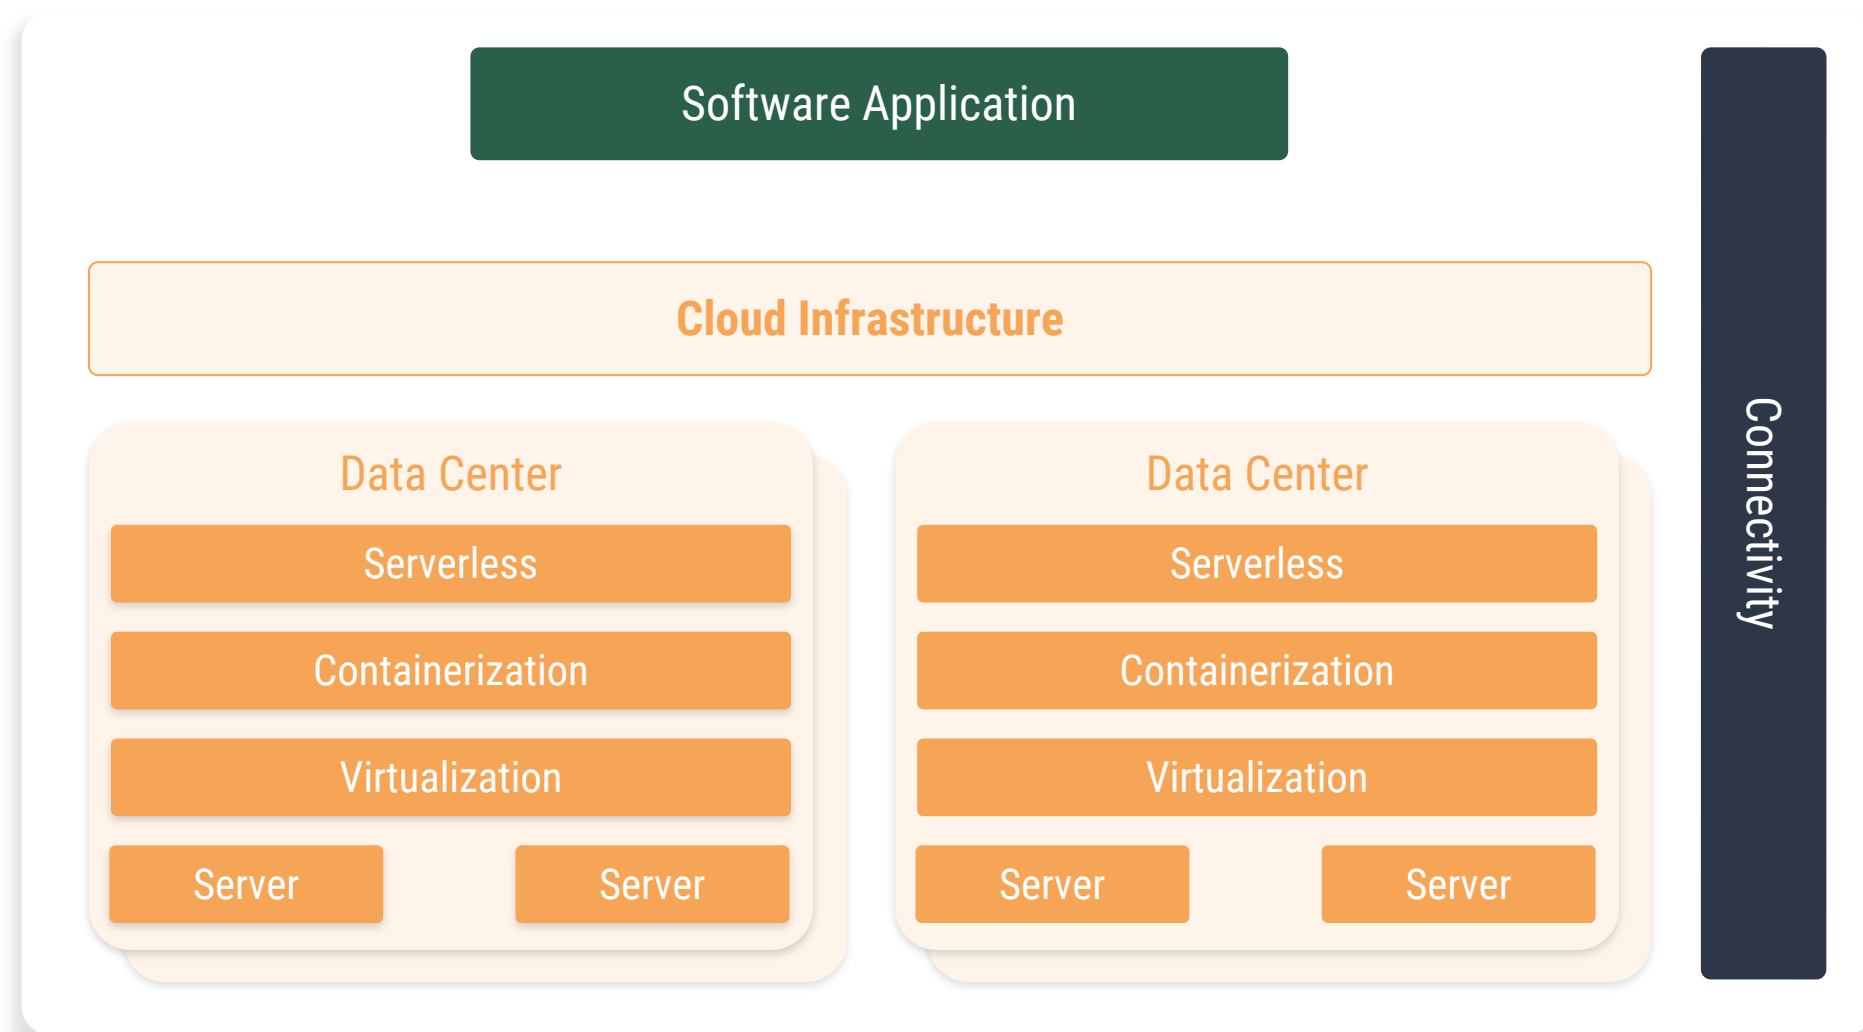 Software Application
Cloud Infrastructure
Data Center
Serverless
Containerization
Virtualization
Server
Server
Data Center
Serverless
Containerization
Virtualization
Server
Server
Connectivity